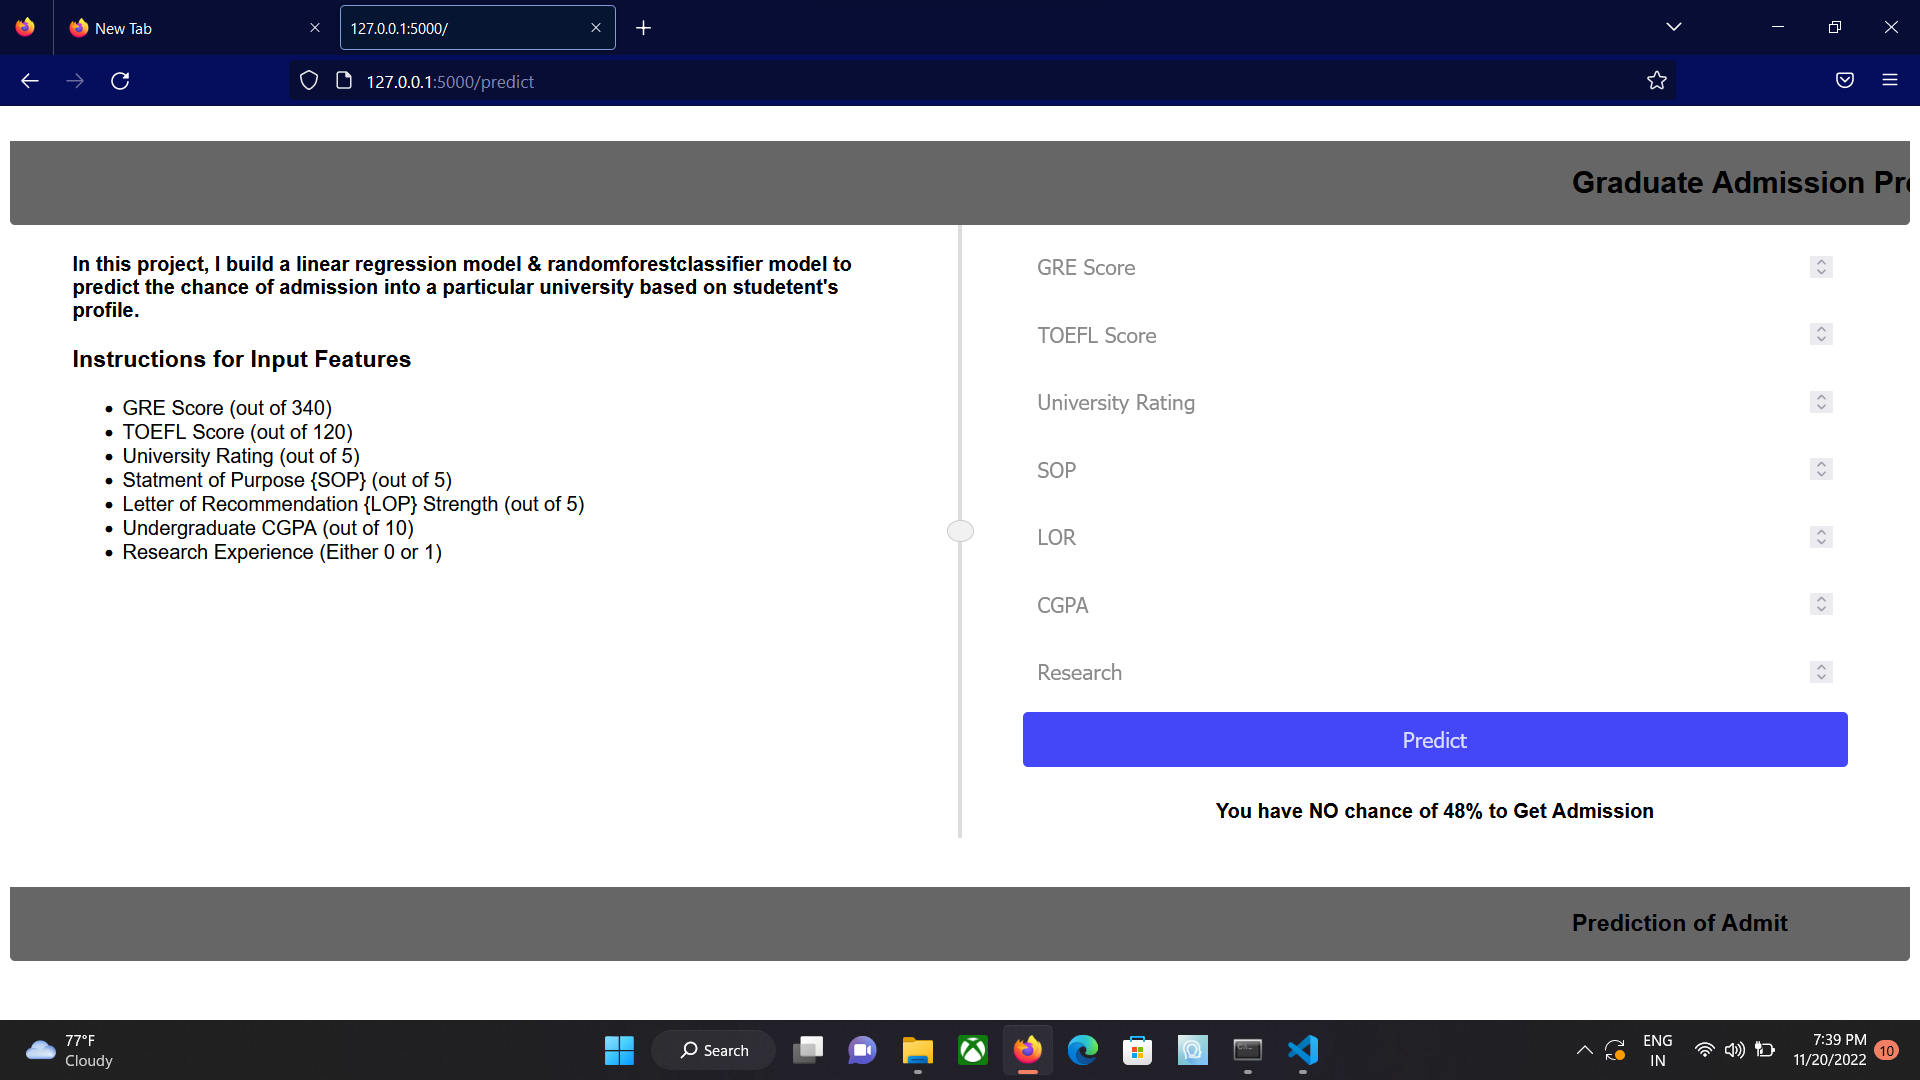 New Tab
127.0.0.1:5000/
127.0.0.1:5000/predict
Graduate Admission Pre
In this project, I build a linear regression model & randomforestclassifier model to
predict the chance of admission into a particular university based on studetent's
profile.
Instructions for Input Features
GRE Score (out of 340)
TOEFL Score (out of 120)
University Rating (out of 5)
Statment of Purpose {SOP} (out of 5)
Letter of Recommendation {LOP} Strength (out of 5)
Undergraduate CGPA (out of 10)
Research Experience (Either 0 or 1)
GRE Score
TOEFL Score
University Rating
SOP
LOR
CGPA
Research
Predict
You have NO chance of 48% to Get Admission
Prediction of Admit
77°F
Cloudy
Search
ENG
IN
7:39 PM
11/20/2022
10